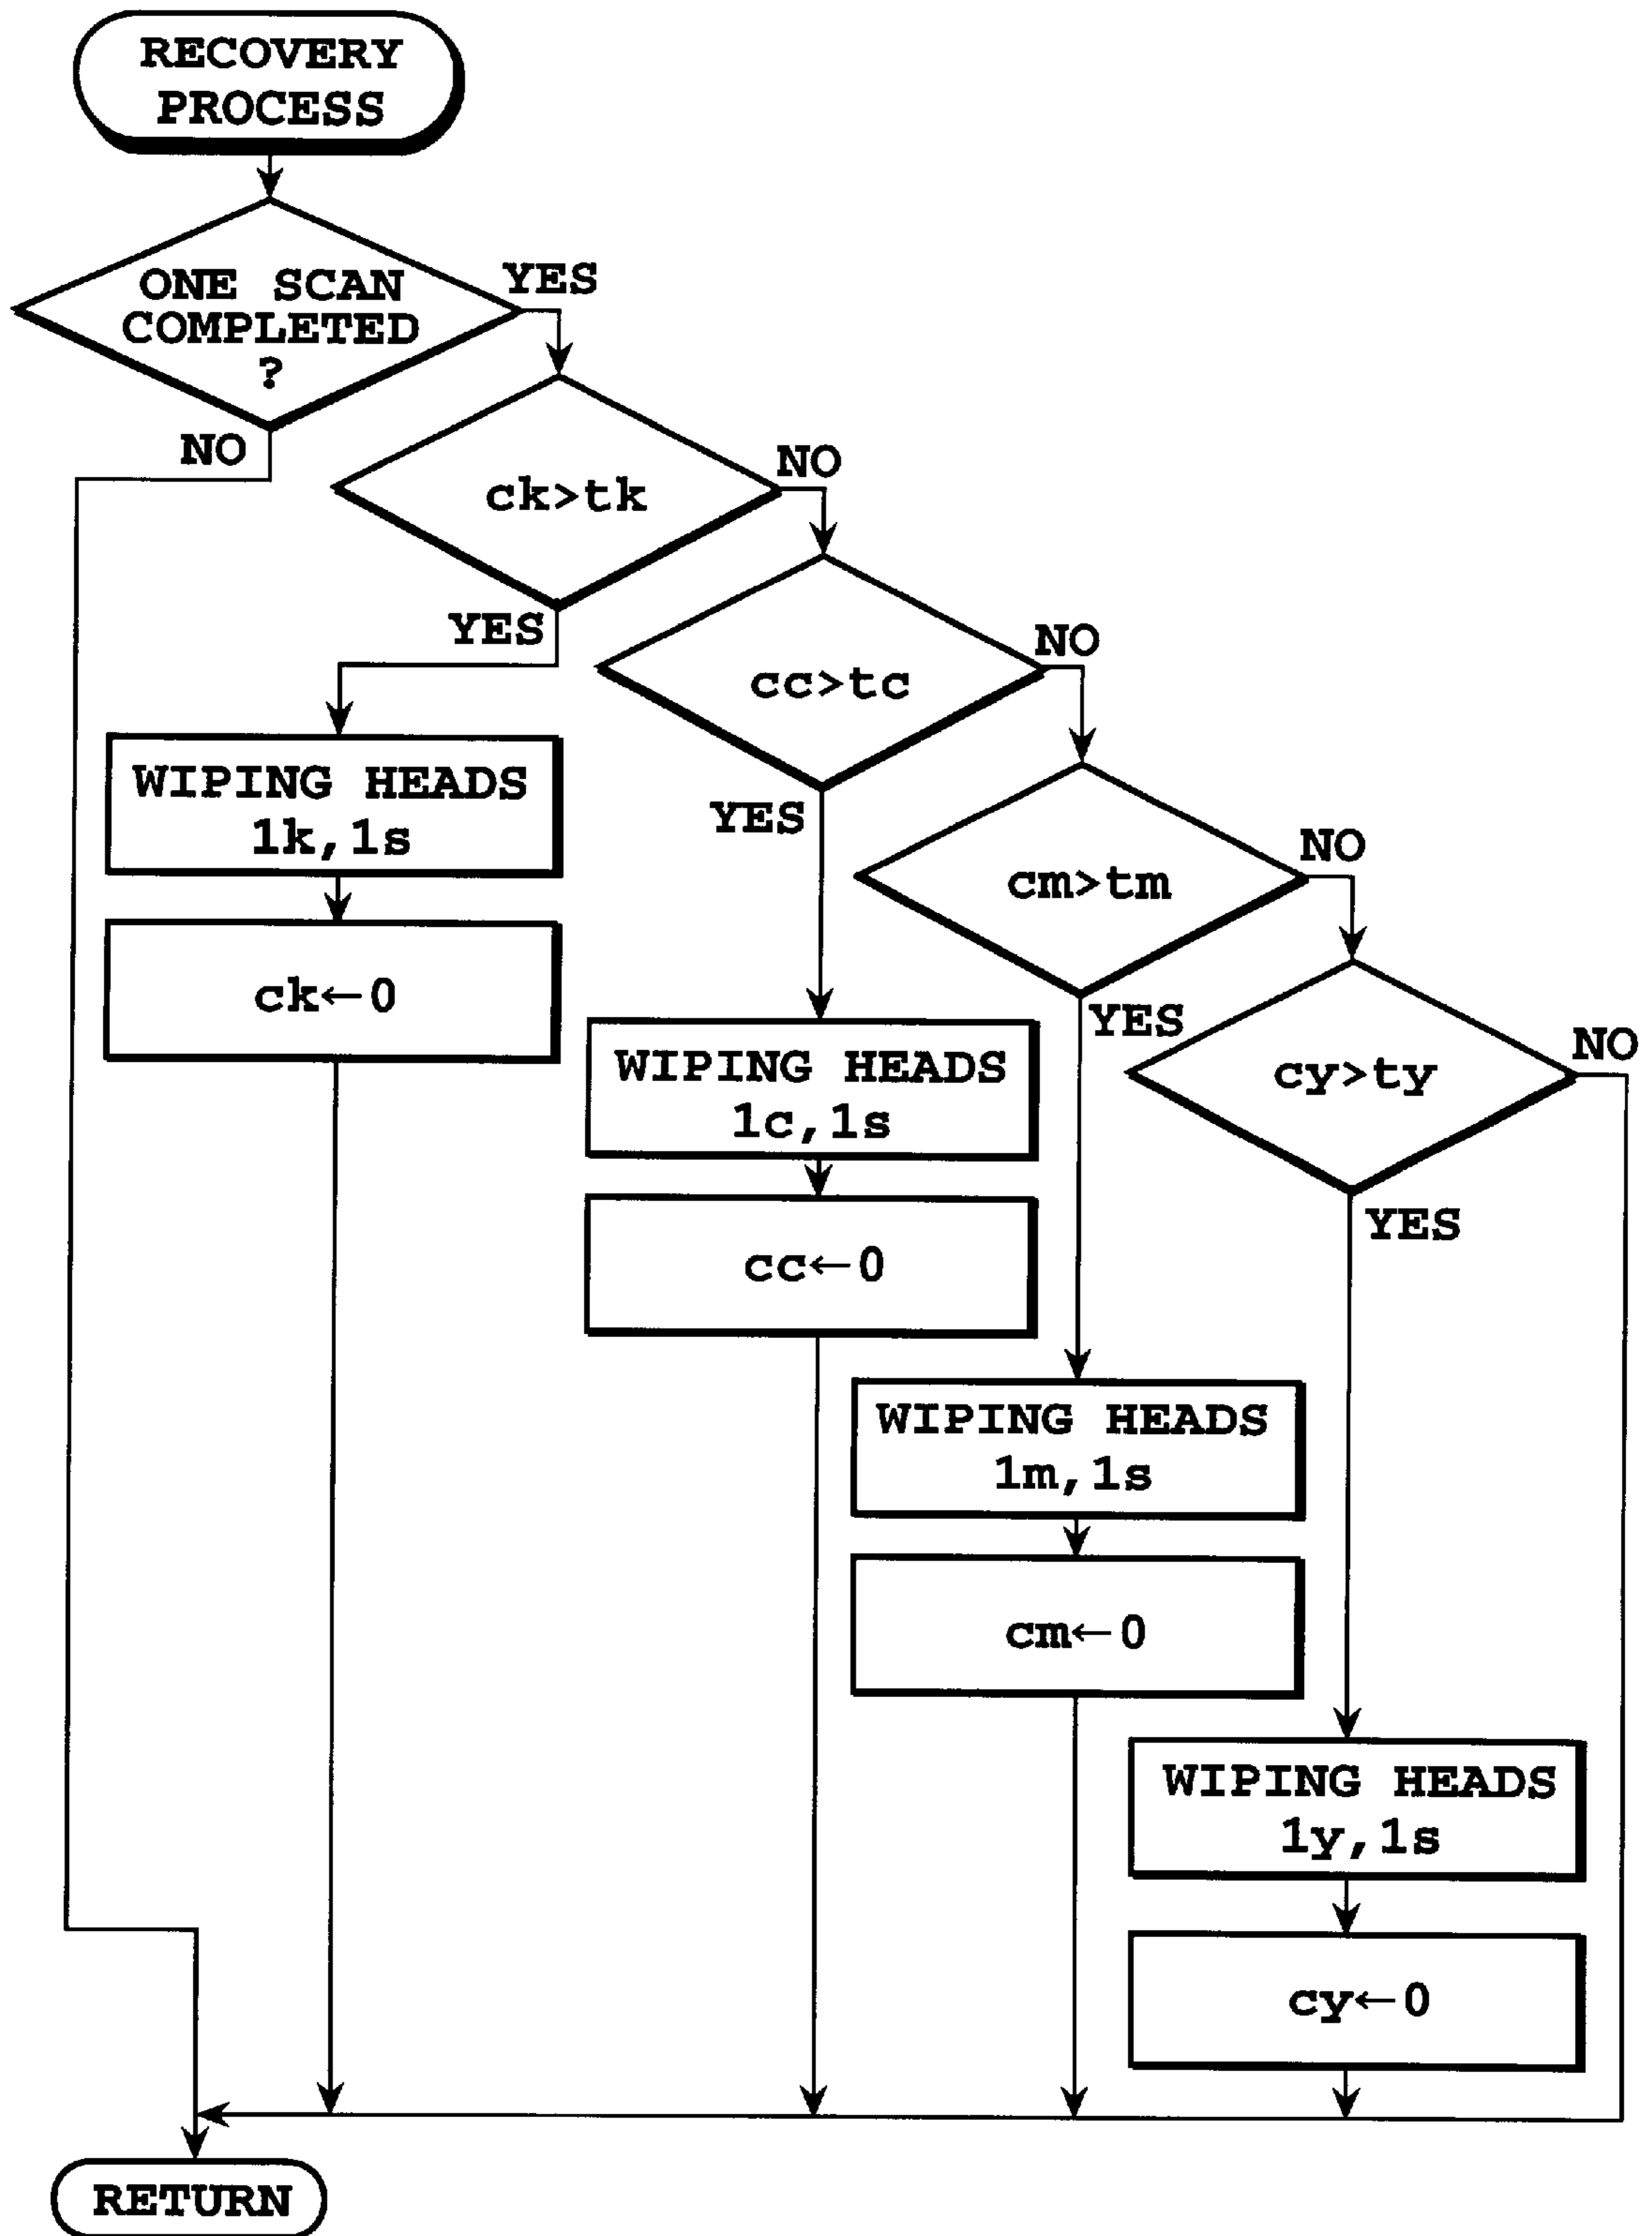 RECOVERY
PROCESS
ONE SCAN
COMPLETED
?
YES
NO
ck>tk
NO
YES
cc>tc
NO
YES
WIPING HEADS
1k,1s
ck←0
cm>tm
NO
YES
WIPING HEADS
1c,1s
cc←0
cy>ty
NO
YES
WIPING HEADS
1m,1s
cm←0
WIPING HEADS
1y,1s
cy←0
RETURN